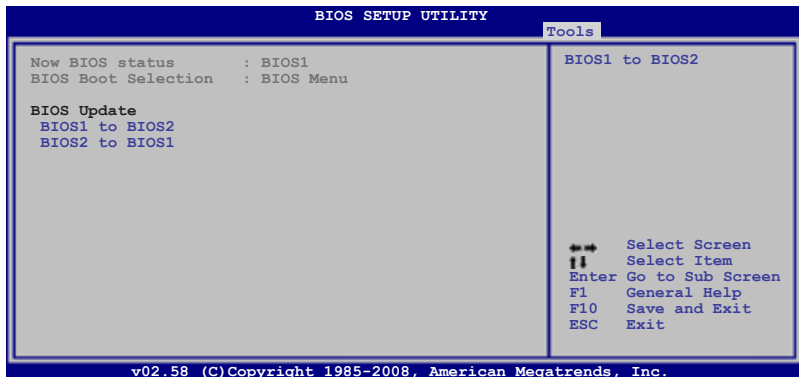 BIOS SETUP UTILITY
Tools
Now BIOS status : BIOS1
BIOS Boot Selection : BIOS Menu
BIOS Update
BIOS1 to BIOS2
BIOS2 to BIOS1
BIOS1 to BIOS2
Select Screen
Select Item
Enter Go to Sub Screen
F1 General Help
F10 Save and Exit
ESC Exit
v02.58 (C)Copyright 1985-2008, American Megatrends, Inc.